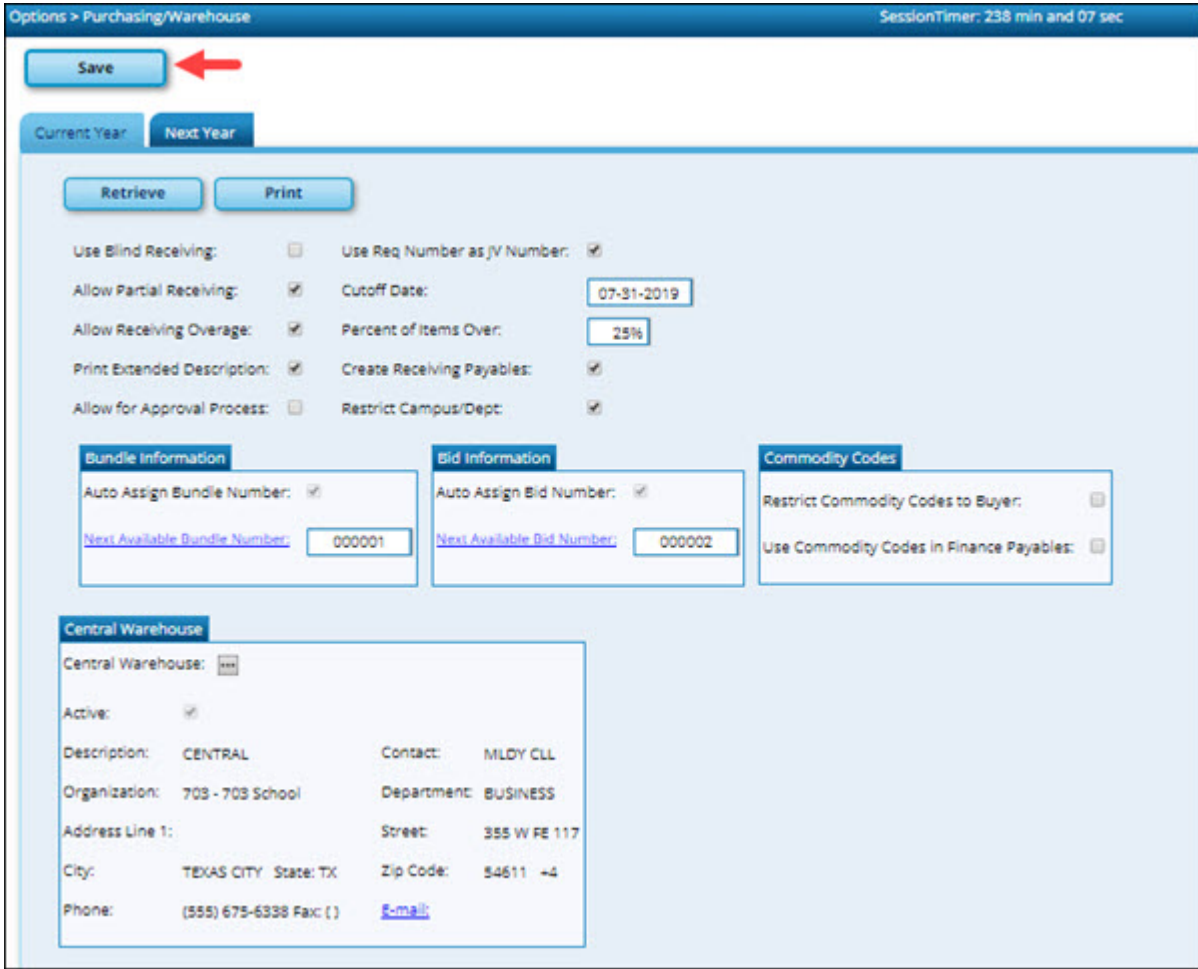 Options > Purchasing/Warehouse SessionTimer: 238 min and 07 sec
Save
Current Year Next Year
Retrieve Print
Use Blind Receiving: Use Req Number as JV Number:
Allow Partial Receiving: Cutoff Date: 07-31-2019
Allow Receiving Overage: Percent of Items Over: 25%
Print Extended Description: Create Receiving Payables:
Allow for Approval Process: Restrict Campus/Dept:
Bundle Information Bid Information Commodity Codes
Auto Assign Bundle Number: Auto Assign Bid Number: Restrict Commodity Codes to Buyer:
Next Available Bundle Number: 000001 Next Available Bid Number: 000002 Use Commodity Codes in Finance Payables:
Central Warehouse
Central Warehouse: ...
Active:
Description: CENTRAL Contact: MLDY CLL
Organization: 703 - 703 School Department: BUSINESS
Address Line 1: Street: 355 W FE 117
City: TEXAS CITY State: TX Zip Code: 54611 +4
Phone: (555) 675-6338 Fax: ( ) E-mail: